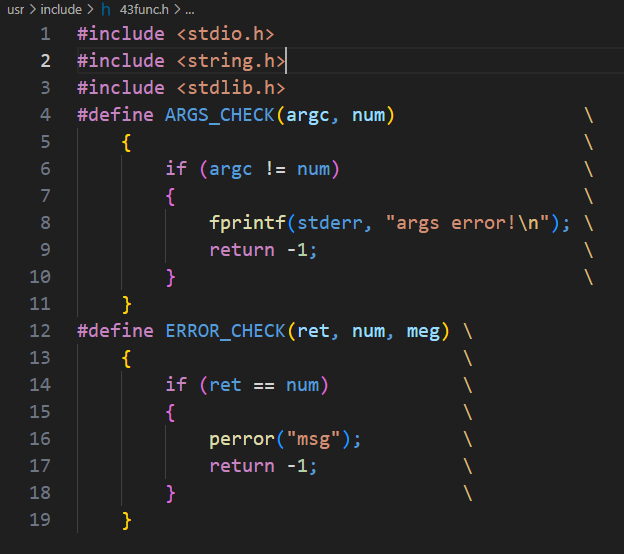 usr > include > h 43func.h > ...
1 #include <stdio.h>
2 #include <string.h>
3 #include <stdlib.h>
4 #define ARGS_CHECK(argc, num) \
5 { \
6 if (argc != num) \
7 { \
8 fprintf(stderr, "args error!\n"); \
9 return -1; \
10 } \
11 }
12 #define ERROR_CHECK(ret, num, meg) \
13 { \
14 if (ret == num) \
15 { \
16 perror("msg"); \
17 return -1; \
18 } \
19 }